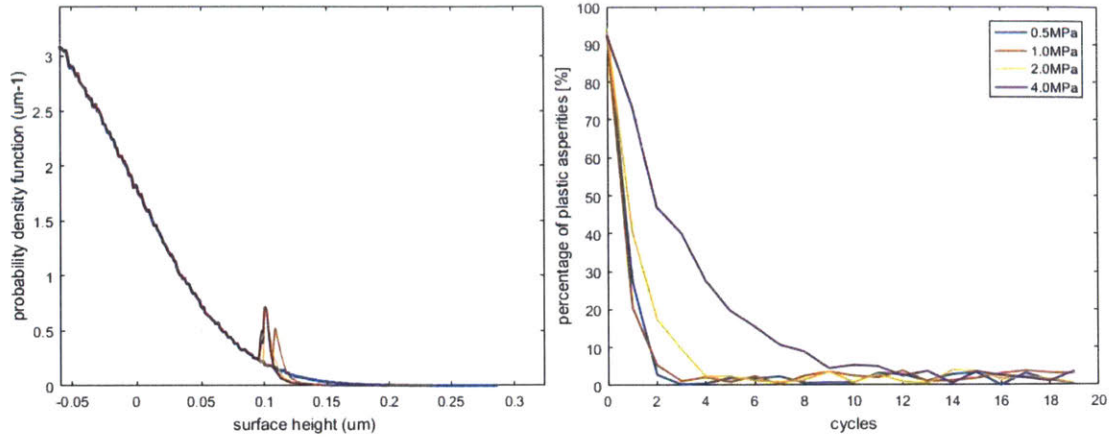 probability density function (um-1)
3
2.5
2
1.5
1
0.5
0
-0.05 0 0.05 0.1 0.15 0.2 0.25 0.3
surface height (um)
percentage of plastic asperities [%]
100
90
80
70
60
50
40
30
20
10
0
0 2 4 6 8 10 12 14 16 18 20
cycles
0.5MPa
1.0MPa
2.0MPa
4.0MPa